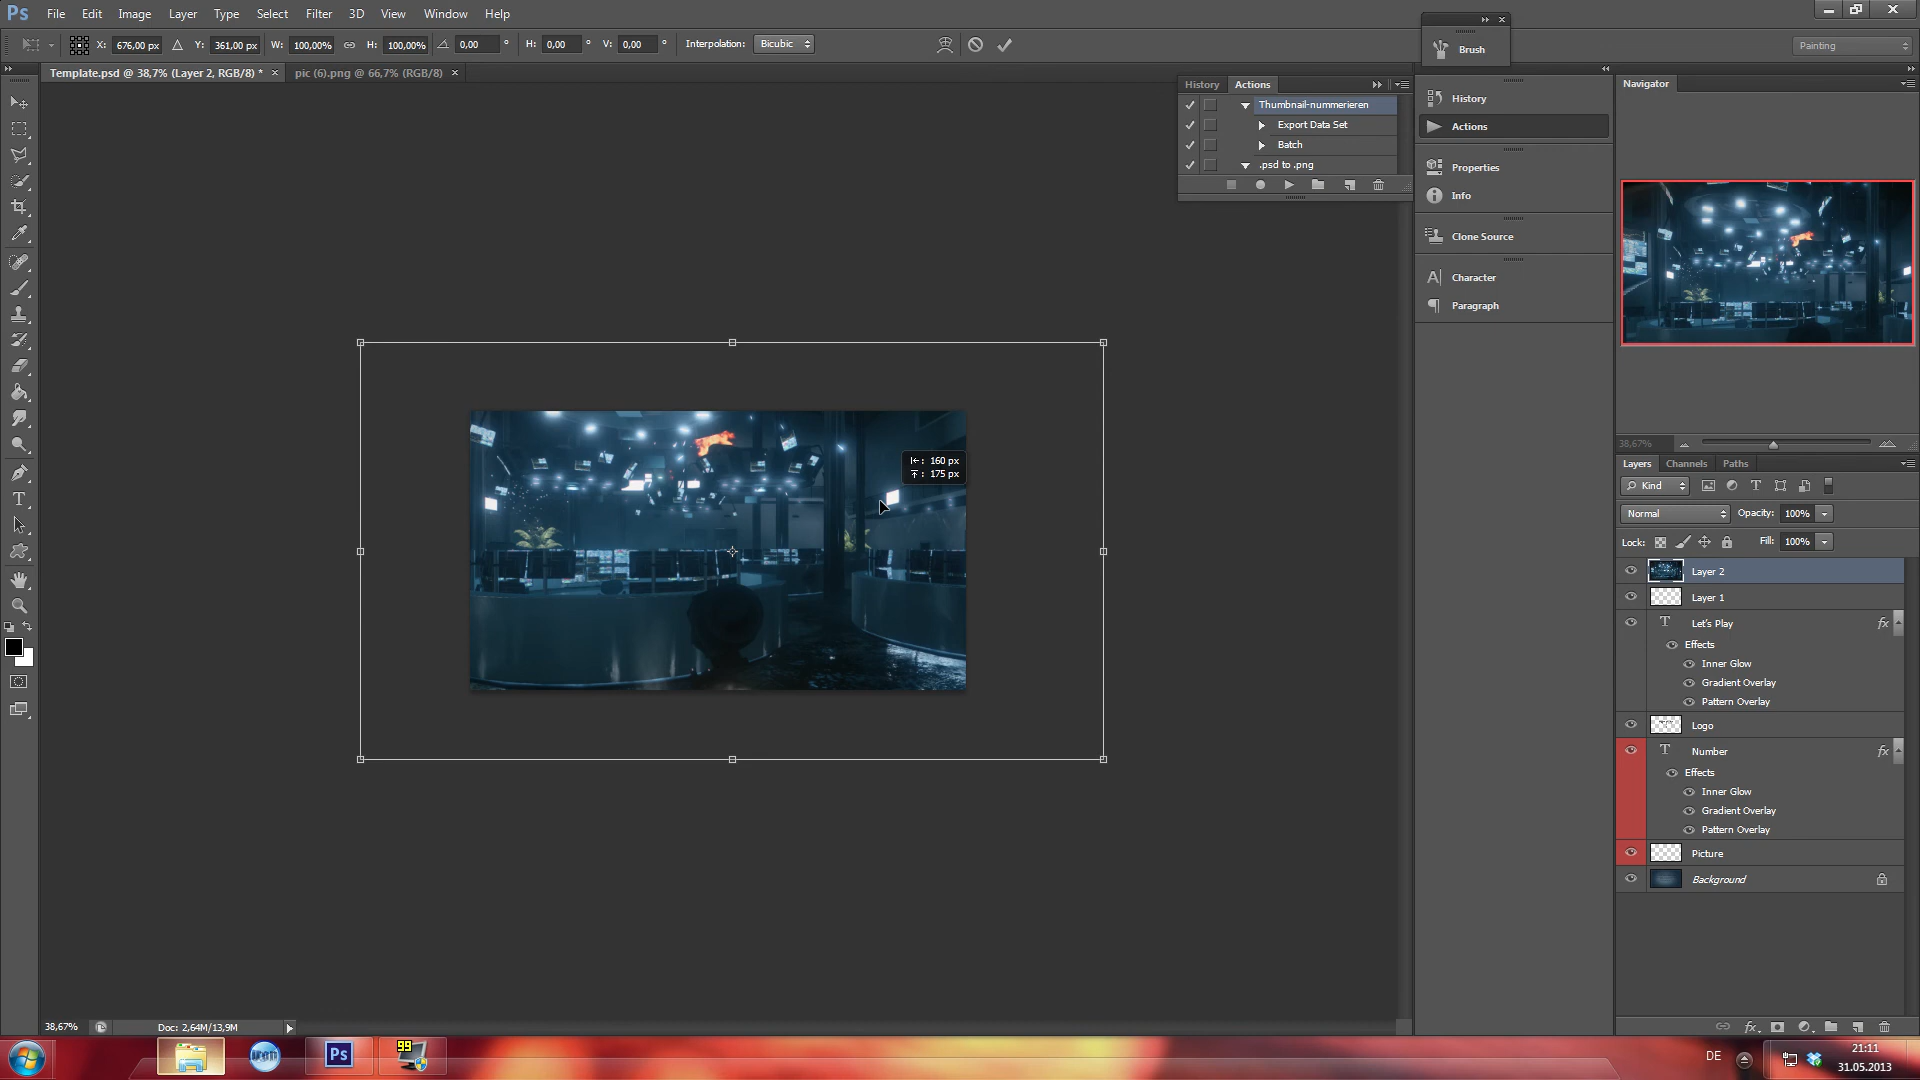 Ps File Edit Image Layer Type Select Filter 3D View Window Help
X: 676,00 px Y: 361,00 px W: 100,00% H: 100,00% 0,00 ° H: 0,00 ° V: 0,00 ° Interpolation: Bicubic
Brush
Painting
Template.psd @ 38,7% (Layer 2, RGB/8) * × pic (6).png @ 66,7% (RGB/8) ×
History Actions
Thumbnail-nummerieren
Export Data Set
Batch
.psd to .png
History
Actions
Properties
Info
Clone Source
Character
Paragraph
Navigator
38,67%
160 px
175 px
Layers Channels Paths
Kind
Normal Opacity: 100%
Lock: Fill: 100%
Layer 2
Layer 1
T Let's Play fx
Effects
Inner Glow
Gradient Overlay
Pattern Overlay
Logo
T Number fx
Effects
Inner Glow
Gradient Overlay
Pattern Overlay
Picture
Background
fx
38,67% Doc: 2,64M/13,9M
Ps
99
DE
21:11
31.05.2013